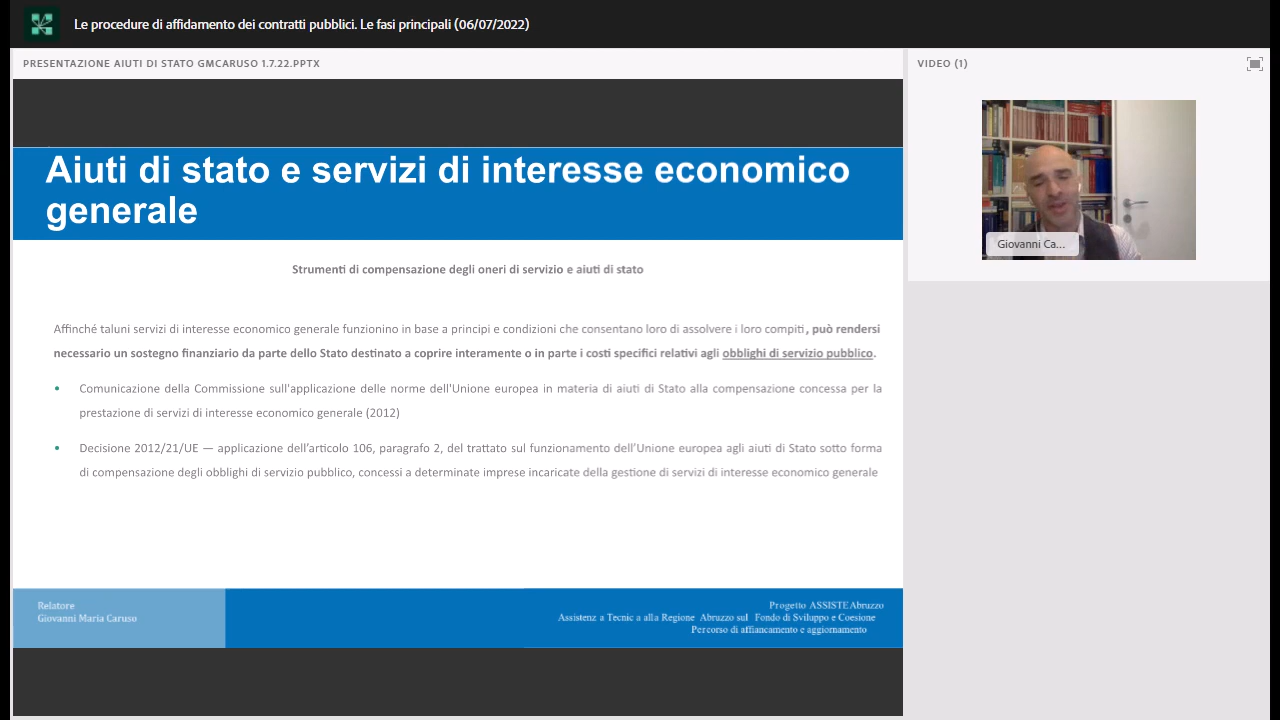 Le procedure di affidamento dei contratti pubblici. Le fasi principali (06/07/2022)
PRESENTAZIONE AIUTI DI STATO GMCARUSO 1.7.22.PPTX
VIDEO (1)
Aiuti di stato e servizi di interesse economico
generale
Strumenti di compensazione degli oneri di servizio e aiuti di stato
Affinché taluni servizi di interesse economico generale funzionino in base a principi e condizioni che consentano loro di assolvere i loro compiti, può rendersi
necessario un sostegno finanziario da parte dello Stato destinato a coprire interamente o in parte i costi specifici relativi agli obblighi di servizio pubblico.
• Comunicazione della Commissione sull'applicazione delle norme dell'Unione europea in materia di aiuti di Stato alla compensazione concessa per la
prestazione di servizi di interesse economico generale (2012)
• Decisione 2012/21/UE — applicazione dell'articolo 106, paragrafo 2, del trattato sul funzionamento dell'Unione europea agli aiuti di Stato sotto forma
di compensazione degli obblighi di servizio pubblico, concessi a determinate imprese incaricate della gestione di servizi di interesse economico generale
Relatore
Giovanni Maria Caruso
Progetto ASSISTEAbruzzo
Assistenz a Tecnic a alla Regione Abruzzo sul Fondo di Sviluppo e Coesione
Percorso di affiancamento e aggiornamento
Giovanni Ca...